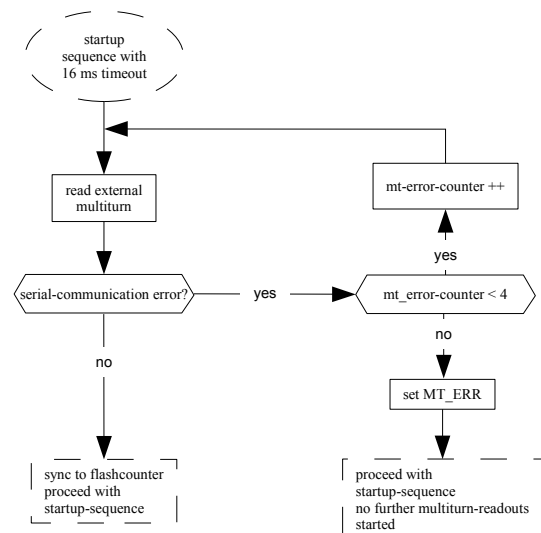 startup
sequence with
16 ms timeout
read external
multiturn
mt-error-counter ++
yes
serial-communication error?
yes
mt_error-counter < 4
no
no
set MT_ERR
sync to flashcounter
proceed with
startup-sequence
proceed with
startup-sequence
no further multiturn-readouts
started